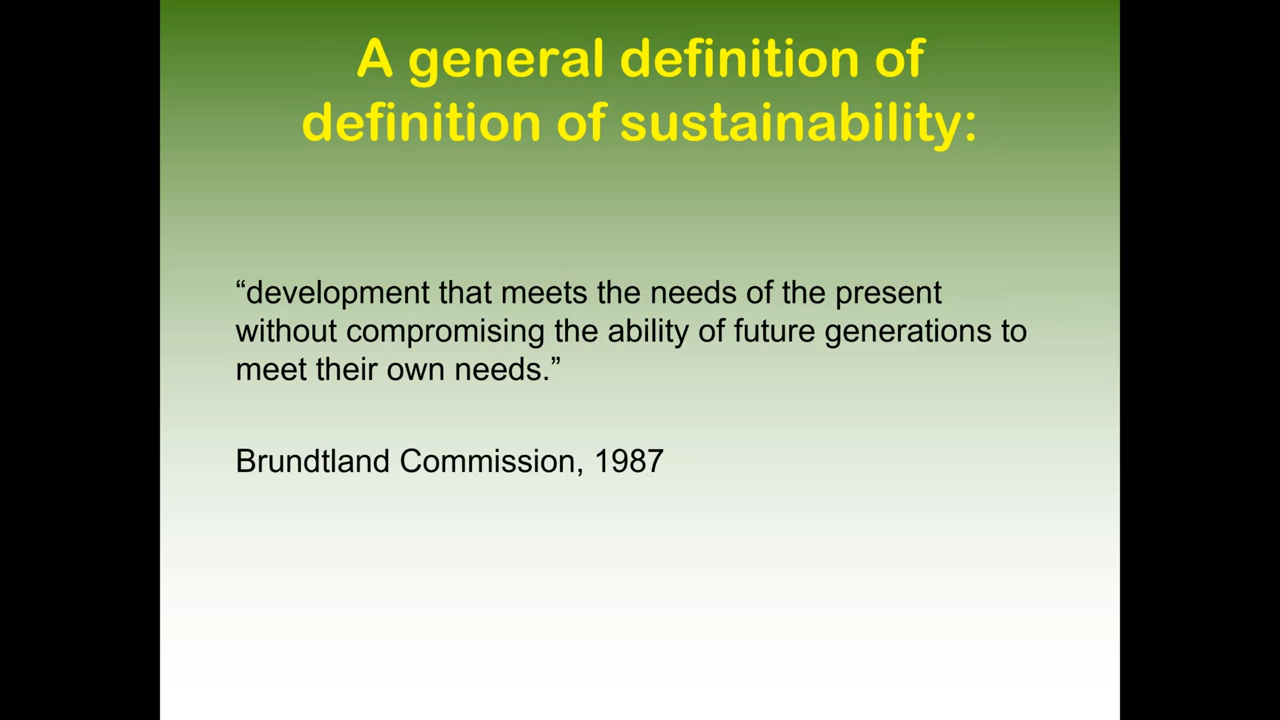 A general definition of
definition of sustainability:
“development that meets the needs of the present
without compromising the ability of future generations to
meet their own needs.”
Brundtland Commission, 1987